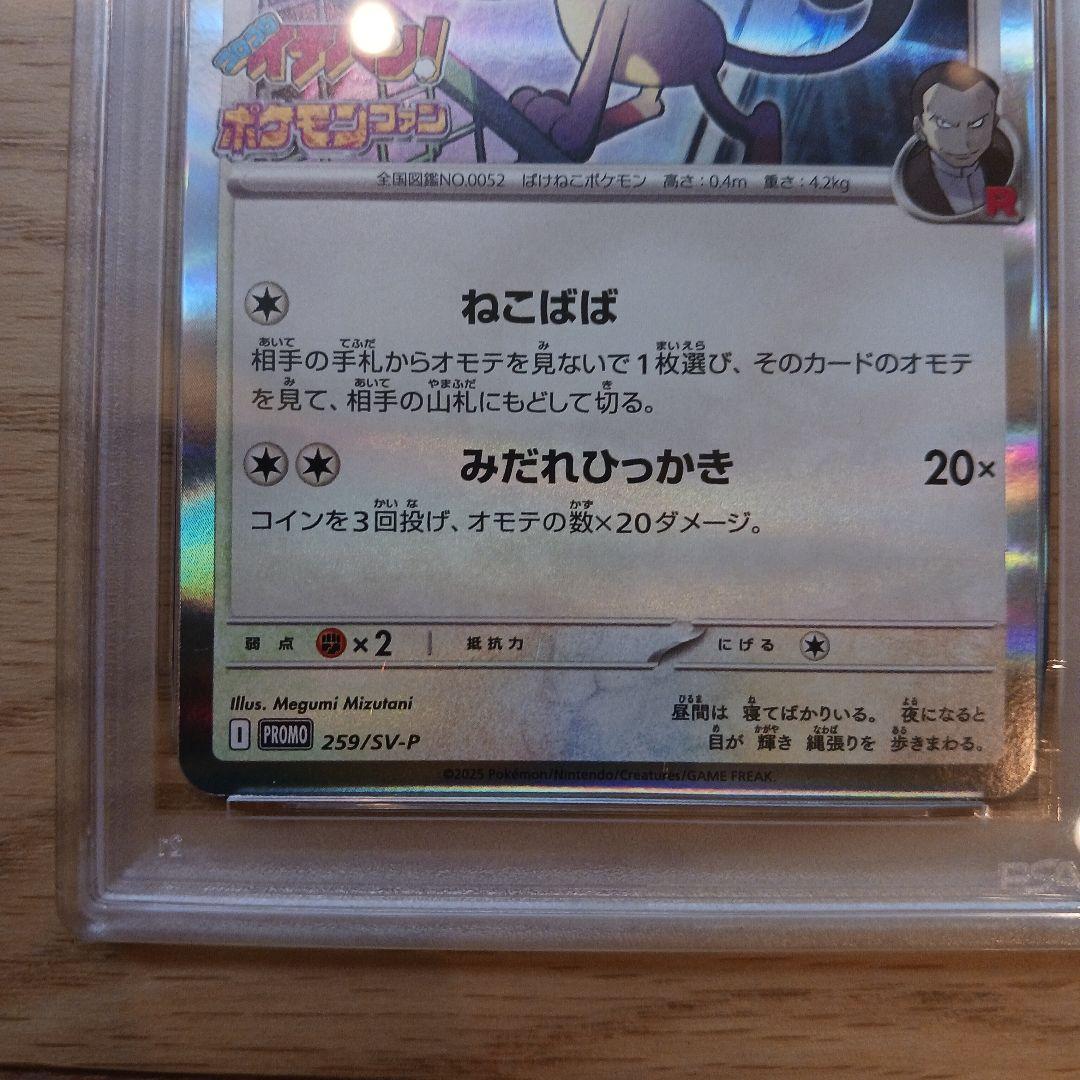 コロコロ
イチバン!
ポケモンファン
全国図鑑NO.0052 ばけねこポケモン 高さ:0.4m 重さ:4.2kg
R
ねこばば
相手の手札からオモテを見ないで1枚選び、そのカードのオモテ
を見て、相手の山札にもどして切る。
みだれひっかき 20×
コインを3回投げ、オモテの数×20ダメージ。
弱点 ×2 抵抗力 にげる
Illus. Megumi Mizutani
昼間は 寝てばかりいる。 夜になると
I PROMO 259/SV-P
目が 輝き 縄張りを 歩きまわる。
©2025 Pokémon/Nintendo/Creatures/GAME FREAK.